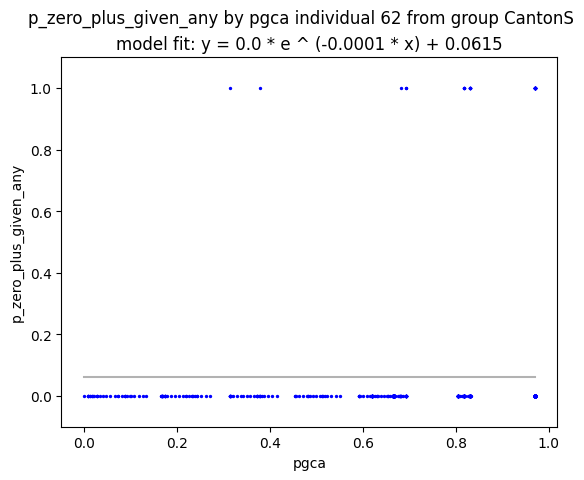 p_zero_plus_given_any by pgca individual 62 from group CantonS
model fit: y = 0.0 * e ^ (-0.0001 * x) + 0.0615
1.0
0.8
0.6
0.4
0.2
0.0
p_zero_plus_given_any
0.0 0.2 0.4 0.6 0.8 1.0
pgca